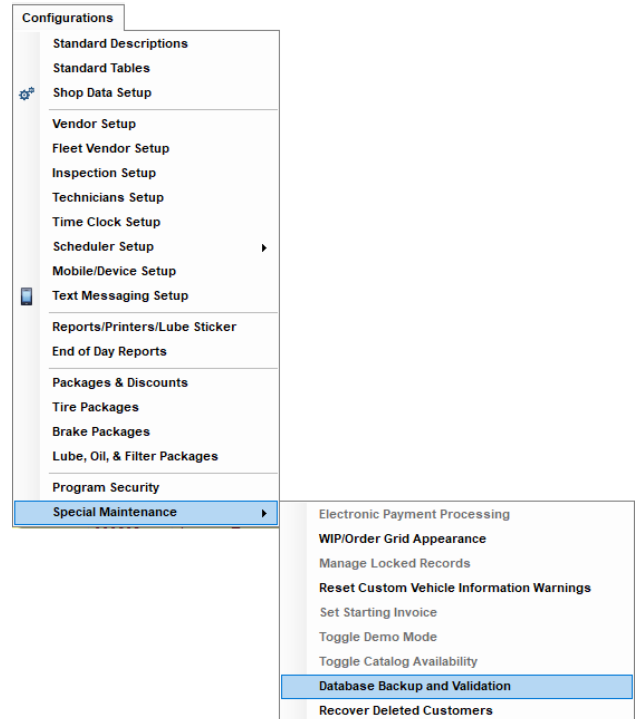 Configurations
Standard Descriptions
Standard Tables
Shop Data Setup
Vendor Setup
Fleet Vendor Setup
Inspection Setup
Technicians Setup
Time Clock Setup
Scheduler Setup
Mobile/Device Setup
Text Messaging Setup
Reports/Printers/Lube Sticker
End of Day Reports
Packages & Discounts
Tire Packages
Brake Packages
Lube, Oil, & Filter Packages
Program Security
Special Maintenance
Electronic Payment Processing
WIP/Order Grid Appearance
Manage Locked Records
Reset Custom Vehicle Information Warnings
Set Starting Invoice
Toggle Demo Mode
Toggle Catalog Availability
Database Backup and Validation
Recover Deleted Customers